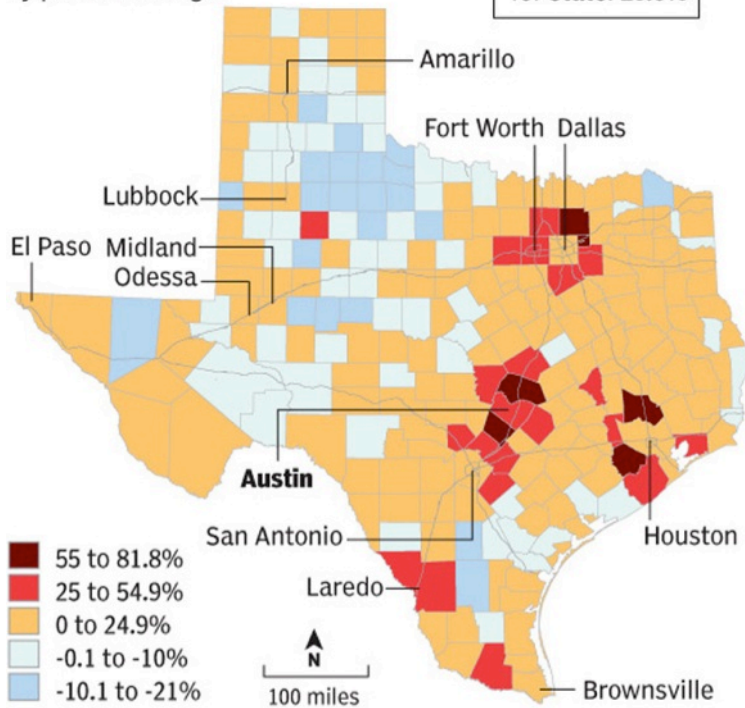 Amarillo
Fort Worth Dallas
Lubbock
El Paso Midland
Odessa
Austin
San Antonio
Houston
Laredo
Brownsville
55 to 81.8%
25 to 54.9%
0 to 24.9%
-0.1 to -10%
-10.1 to -21%
N
100 miles